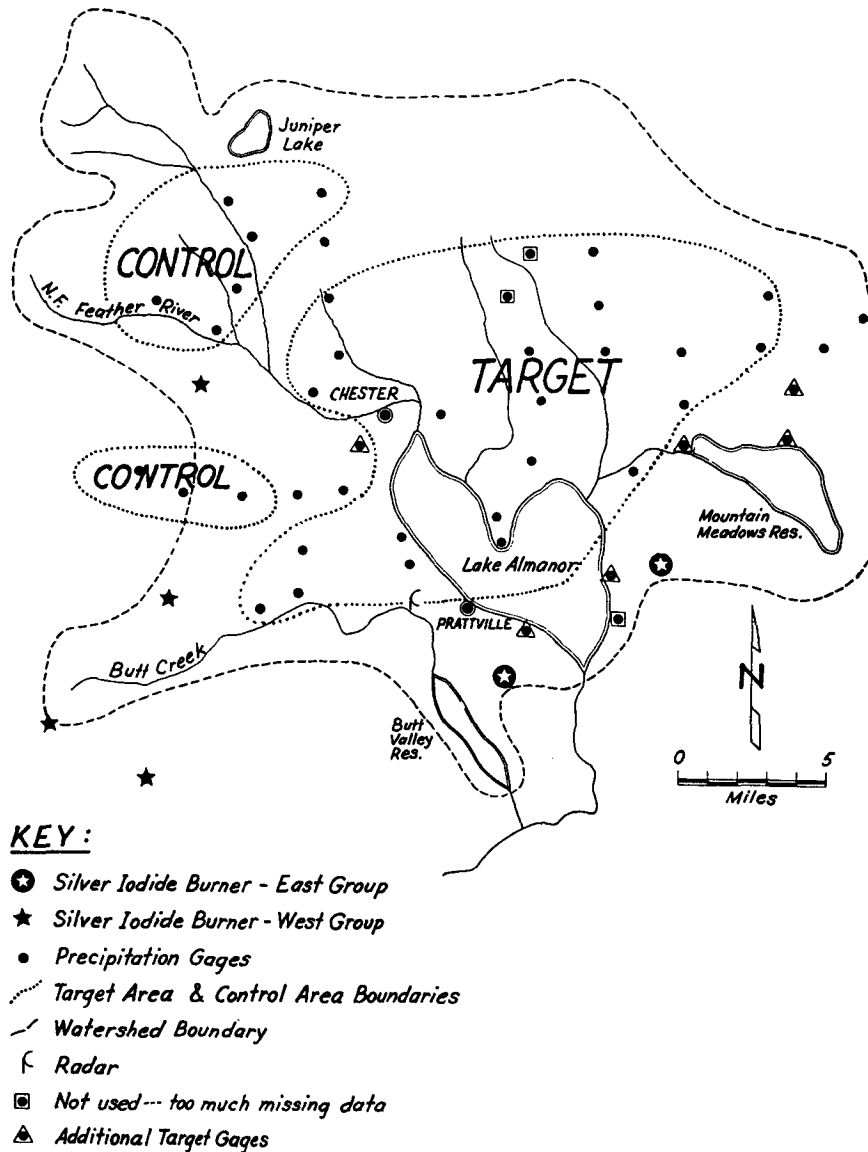 Juniper
Lake
CONTROL
N.F. Feather River
TARGET
CHESTER
CONTROL
Mountain
Meadows Res.
Lake Almanor
PRATTVILLE
Butt Creek
N
Butt
Valley
Res.
0 5
Miles
KEY:
Silver Iodide Burner - East Group
Silver Iodide Burner - West Group
Precipitation Gages
Target Area & Control Area Boundaries
Watershed Boundary
Radar
Not used --- too much missing data
Additional Target Gages